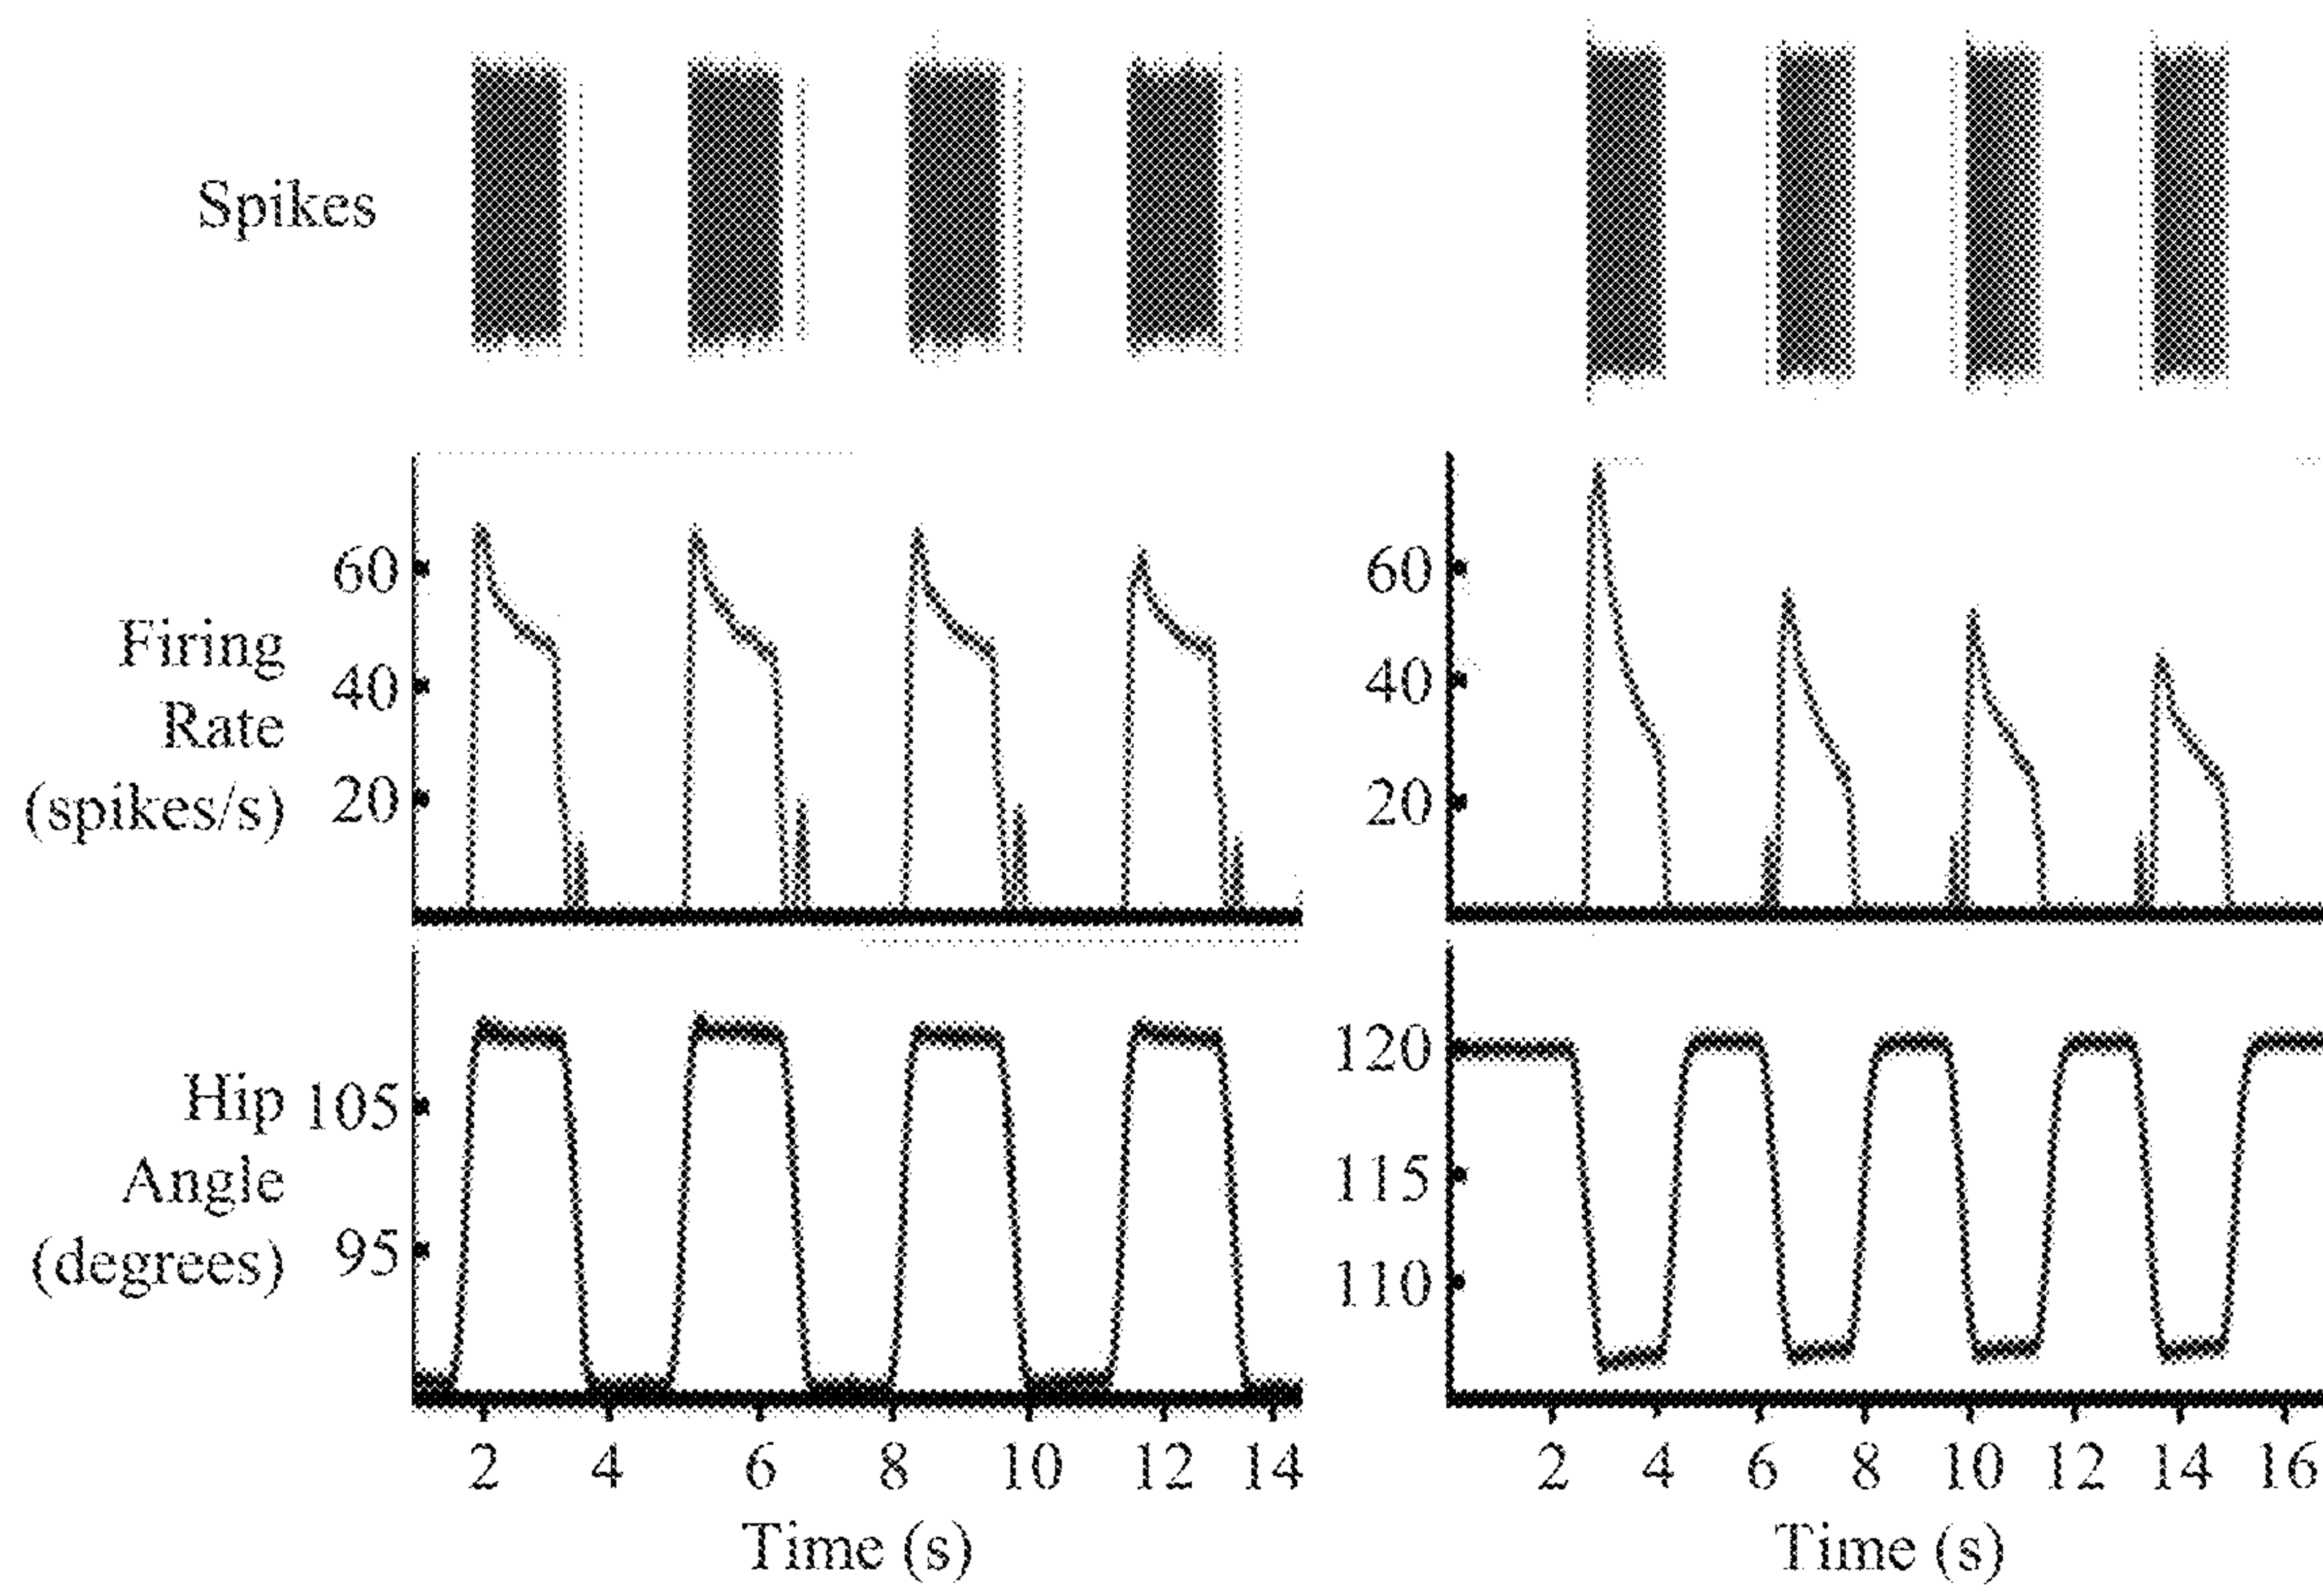 Spikes
Firing
Rate
(spikes/s)
60
40
20
60
40
20
Hip
Angle
(degrees)
105
95
120
115
110
2 4 6 8 10 12 14
Time (s)
2 4 6 8 10 12 14 16
Time (s)